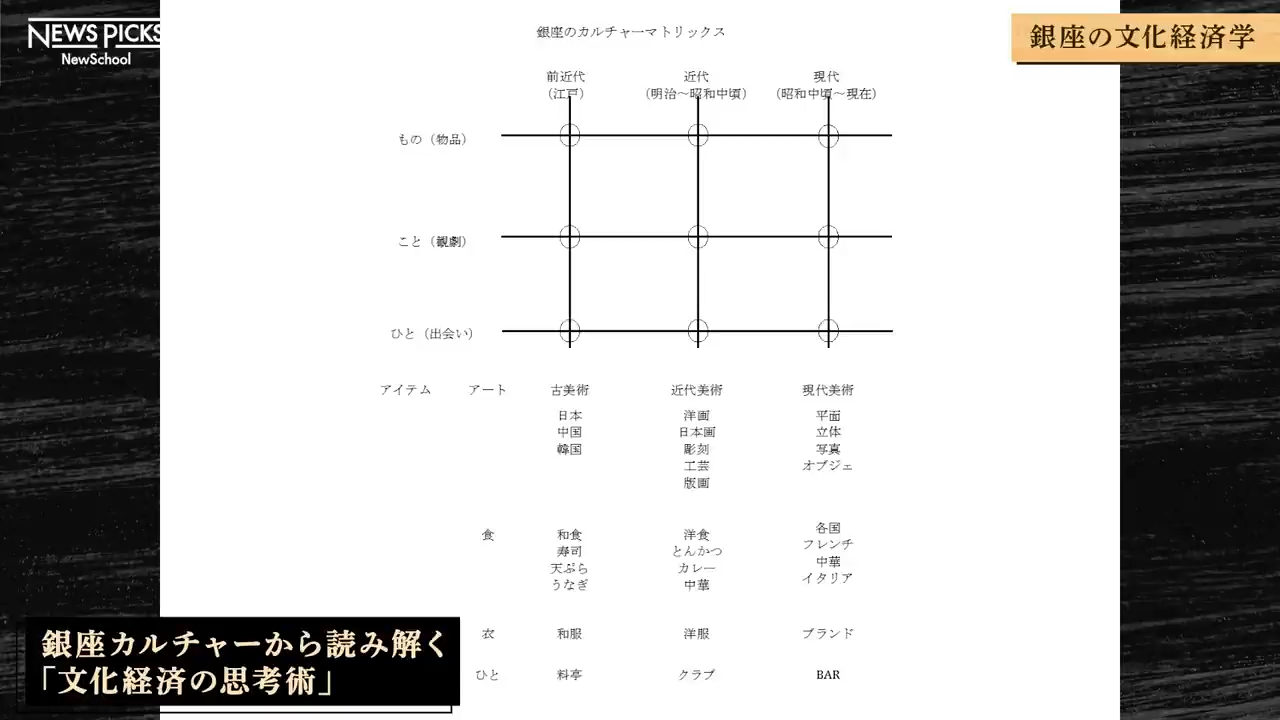 NEWS PICKS
NewSchool
銀座の文化経済学
銀座のカルチャーマトリックス
前近代 近代 現代
（江戸） （明治～昭和中頃） （昭和中頃～現在）
もの（物品）
こと（観劇）
ひと（出会い）
アイテム アート 古美術 近代美術 現代美術
日本 洋画 平面
中国 日本画 立体
韓国 彫刻 写真
工芸 オブジェ
版画
各国
食 和食 洋食
フレンチ
寿司 とんかつ
中華
天ぷら カレー
イタリア
うなぎ 中華
衣 和服 洋服 ブランド
ひと 料亭 クラブ BAR
銀座カルチャーから読み解く
「文化経済の思考術」